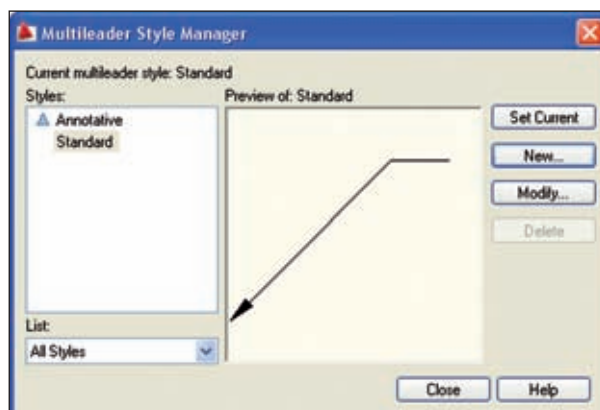 Multileader Style Manager
Current multileader style: Standard
Styles:
Preview of: Standard
Annotative
Standard
Set Current
New...
Modify...
Delete
List:
All Styles
Close
Help